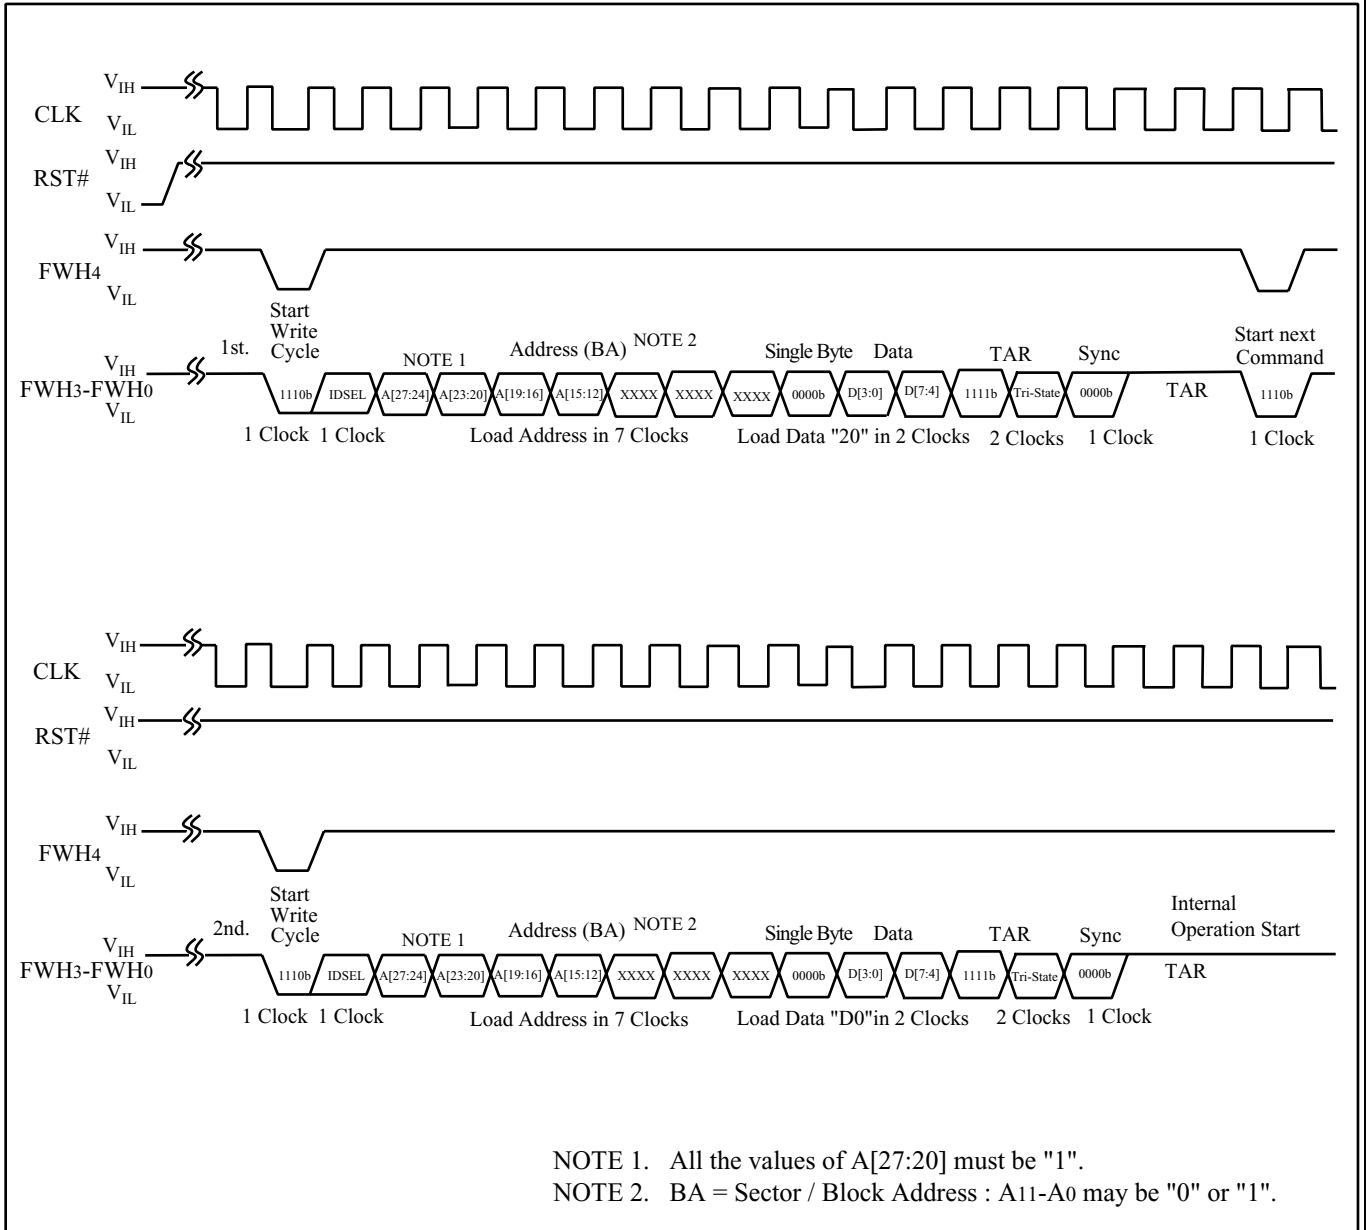 VIH
CLK
VIL
VIH
RST#
VIL
VIH
FWH4
VIL
Start
Write
Cycle
1st.
NOTE 1
Address (BA) NOTE 2
Single Byte Data
TAR
Sync
Start next
Command
VIH
FWH3-FWH0
VIL
1110b IDSEL A[27:24] A[23:20] A[19:16] A[15:12] XXXX XXXX XXXX 0000b D[3:0] D[7:4] 1111b Tri-State 0000b TAR 1110b
1 Clock 1 Clock Load Address in 7 Clocks Load Data "20" in 2 Clocks 2 Clocks 1 Clock 1 Clock
VIH
CLK
VIL
VIH
RST#
VIL
VIH
FWH4
VIL
Start
Write
Cycle
2nd.
NOTE 1
Address (BA) NOTE 2
Single Byte Data
TAR
Sync
Internal
Operation Start
VIH
FWH3-FWH0
VIL
1110b IDSEL A[27:24] A[23:20] A[19:16] A[15:12] XXXX XXXX XXXX 0000b D[3:0] D[7:4] 1111b Tri-State 0000b TAR
1 Clock 1 Clock Load Address in 7 Clocks Load Data "D0"in 2 Clocks 2 Clocks 1 Clock
NOTE 1. All the values of A[27:20] must be "1".
NOTE 2. BA = Sector / Block Address : A11-A0 may be "0" or "1".